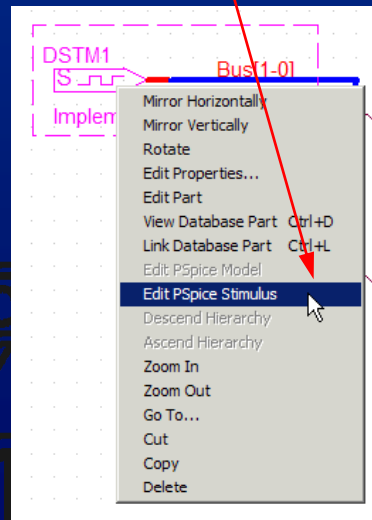 DSTM1
S
Bus[1-0]
Implem
Mirror Horizontally
Mirror Vertically
Rotate
Edit Properties...
Edit Part
View Database Part Ctrl+D
Link Database Part Ctrl+L
Edit PSpice Model
Edit PSpice Stimulus
Descend Hierarchy
Ascend Hierarchy
Zoom In
Zoom Out
Go To...
Cut
Copy
Delete